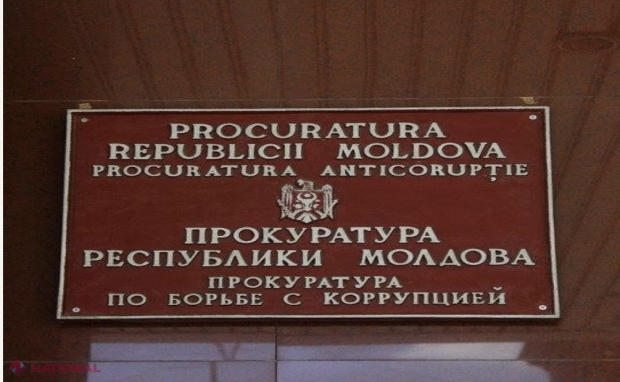 PROCURATURA
REPUBLICII MOLDOVA
PROCURATURA ANTICORUPȚIE
ПРОКУРАТУРА
РЕСПУБЛИКИ МОЛДОВА
ПРОКУРАТУРА
ПО БОРЬБЕ С КОРРУПЦИЕЙ